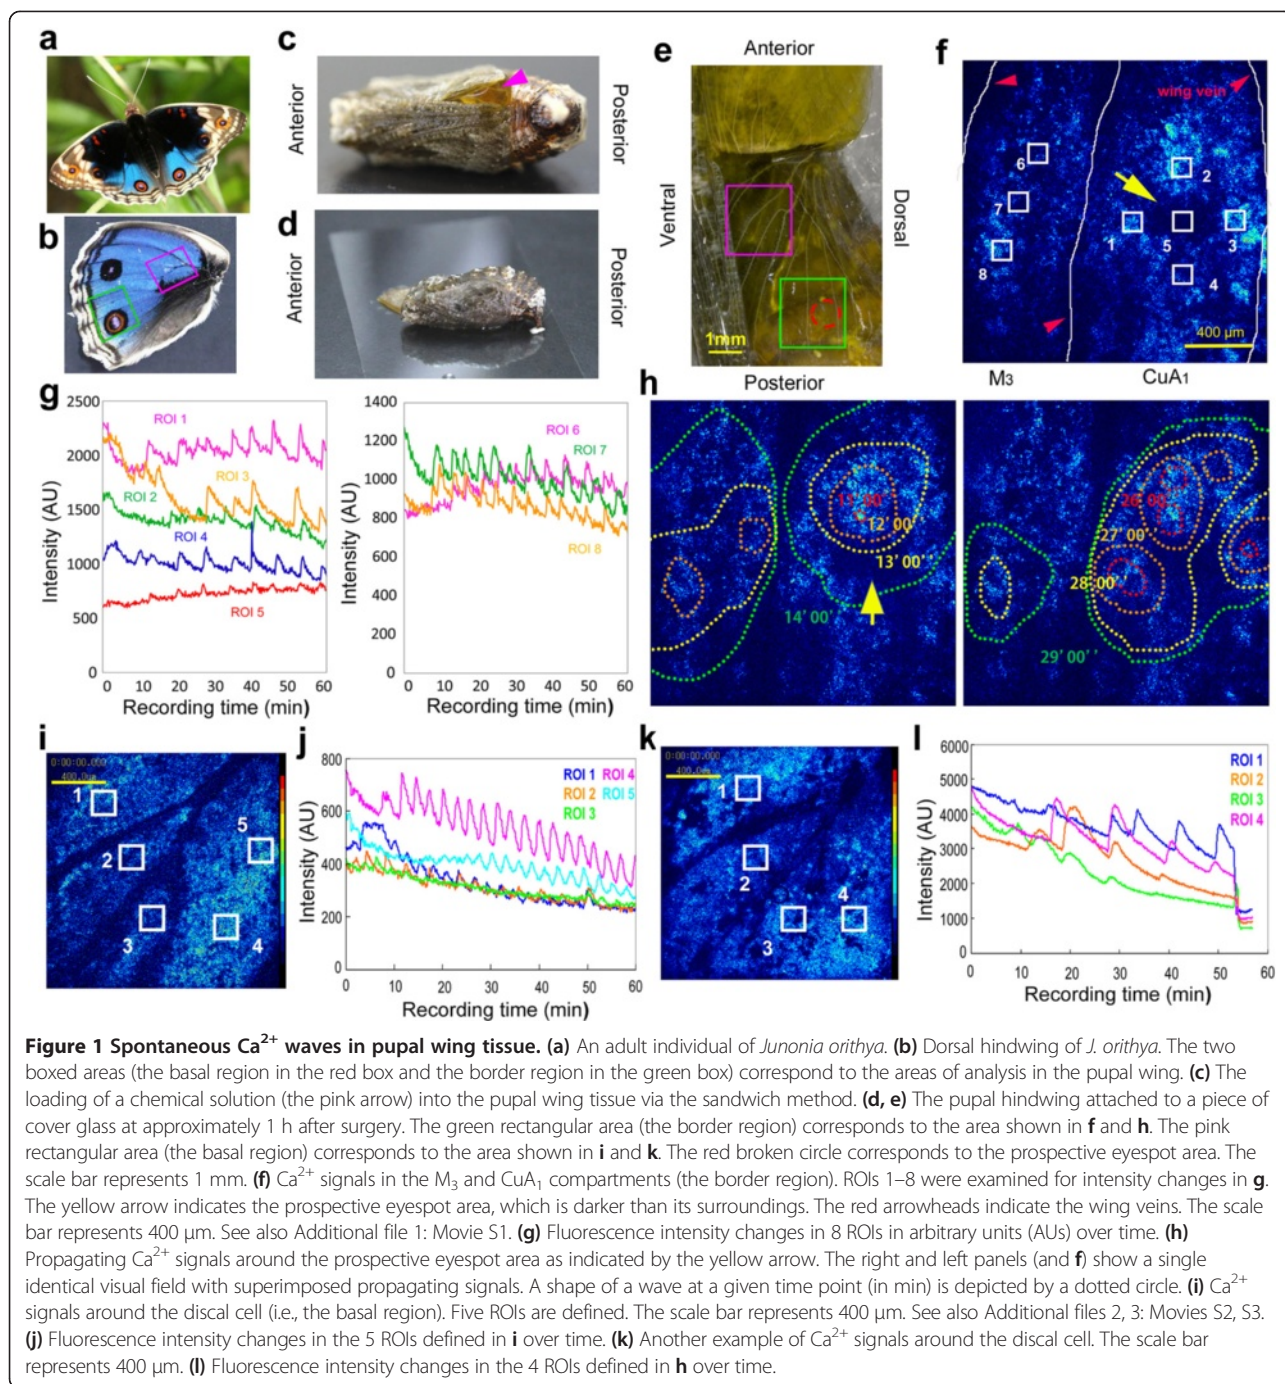 a
b
c
Anterior
Posterior
d
Anterior
Posterior
e
Anterior
Ventral
Dorsal
1mm
Posterior
f
wing vein
6
2
7
1
5
3
8
4
400 µm
M3
CuA1
g
2500
2000
1500
1000
500
0
Intensity (AU)
ROI 1
ROI 3
ROI 2
ROI 4
ROI 5
0 10 20 30 40 50 60
Recording time (min)
1400
1200
1000
800
600
400
200
0
Intensity (AU)
ROI 6
ROI 7
ROI 8
0 10 20 30 40 50 60
Recording time (min)
h
11' 00''
12' 00''
13' 00''
14' 00''
26' 00''
27' 00''
28' 00''
29' 00''
i
0:00:00.000
400.0um
1
5
2
3
4
j
800
600
400
200
0
Intensity (AU)
ROI 1 ROI 4
ROI 2 ROI 5
ROI 3
0 10 20 30 40 50 60
Recording time (min)
k
0:00:00.000
400.0um
1
2
4
3
l
6000
5000
4000
3000
2000
1000
0
Intensity (AU)
ROI 1
ROI 2
ROI 3
ROI 4
0 10 20 30 40 50 60
Recording time (min)
Figure 1 Spontaneous Ca2+ waves in pupal wing tissue. (a) An adult individual of Junonia orithya. (b) Dorsal hindwing of J. orithya. The two
boxed areas (the basal region in the red box and the border region in the green box) correspond to the areas of analysis in the pupal wing. (c) The
loading of a chemical solution (the pink arrow) into the pupal wing tissue via the sandwich method. (d, e) The pupal hindwing attached to a piece of
cover glass at approximately 1 h after surgery. The green rectangular area (the border region) corresponds to the area shown in f and h. The pink
rectangular area (the basal region) corresponds to the area shown in i and k. The red broken circle corresponds to the prospective eyespot area. The
scale bar represents 1 mm. (f) Ca2+ signals in the M3 and CuA1 compartments (the border region). ROIs 1–8 were examined for intensity changes in g.
The yellow arrow indicates the prospective eyespot area, which is darker than its surroundings. The red arrowheads indicate the wing veins. The scale
bar represents 400 µm. See also Additional file 1: Movie S1. (g) Fluorescence intensity changes in 8 ROIs in arbitrary units (AUs) over time. (h)
Propagating Ca2+ signals around the prospective eyespot area as indicated by the yellow arrow. The right and left panels (and f) show a single
identical visual field with superimposed propagating signals. A shape of a wave at a given time point (in min) is depicted by a dotted circle. (i) Ca2+
signals around the discal cell (i.e., the basal region). Five ROIs are defined. The scale bar represents 400 µm. See also Additional files 2, 3: Movies S2, S3.
(j) Fluorescence intensity changes in the 5 ROIs defined in i over time. (k) Another example of Ca2+ signals around the discal cell. The scale bar
represents 400 µm. (l) Fluorescence intensity changes in the 4 ROIs defined in h over time.